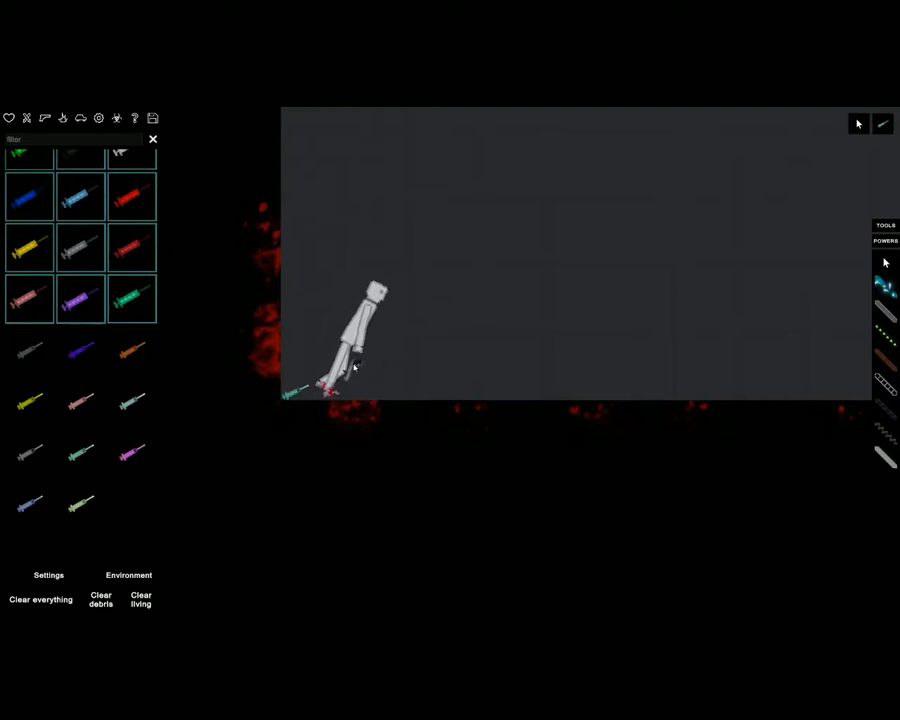 filter
TOOLS
POWERS
Settings
Environment
Clear everything
Clear
debris
Clear
living